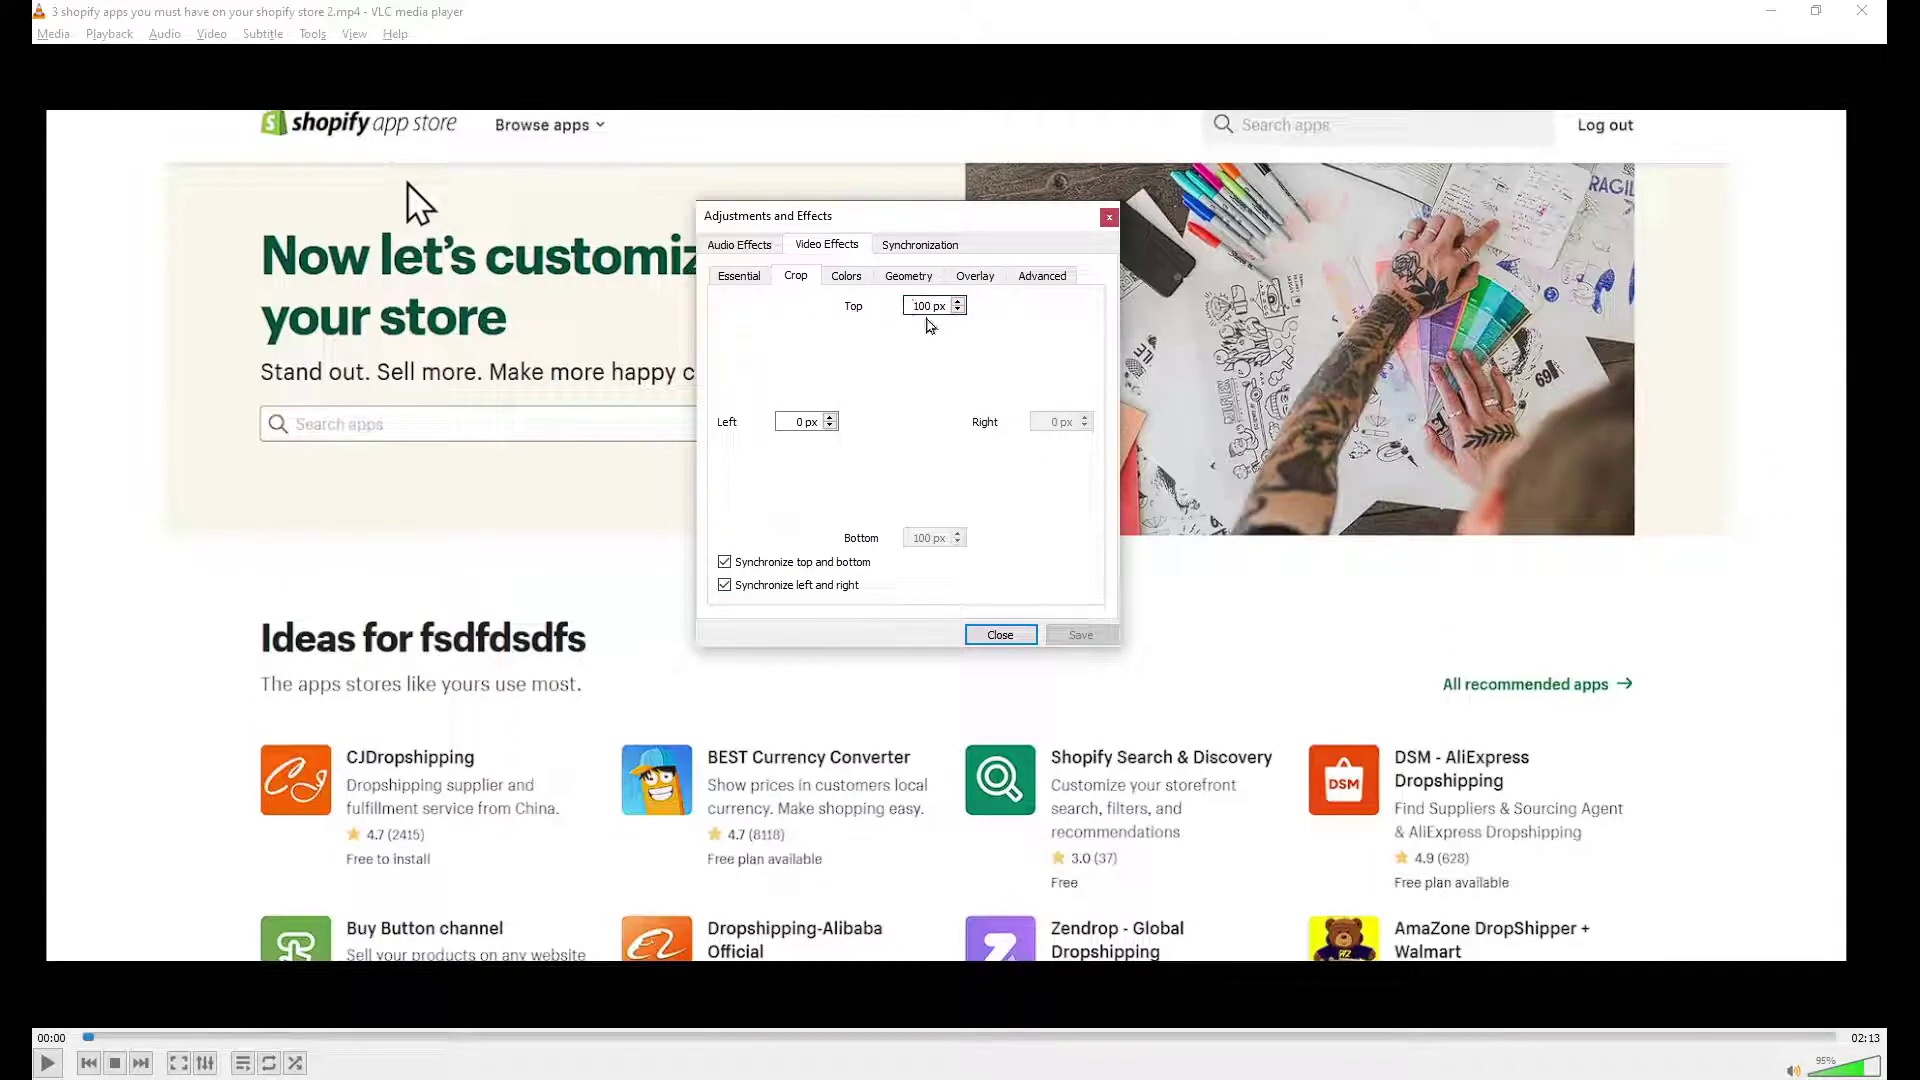 3 shopify apps you must have on your shopify store 2.mp4 - VLC media player
Media Playback Audio Video Subtitle Tools View Help
shopify app store
Browse apps
Search apps
Log out
Now let's customiz
your store
Stand out. Sell more. Make more happy c
Search apps
RAGIL
69
Adjustments and Effects
Audio Effects Video Effects Synchronization
Essential Crop Colors Geometry Overlay Advanced
Top 100 px
Left 0 px
Right 0 px
Bottom 100 px
Synchronize top and bottom
Synchronize left and right
Close Save
Ideas for fsdfdsdfs
The apps stores like yours use most.
All recommended apps
CJDropshipping
Dropshipping supplier and
fulfillment service from China.
4.7 (2415)
Free to install
BEST Currency Converter
Show prices in customers local
currency. Make shopping easy.
4.7 (8118)
Free plan available
Shopify Search & Discovery
Customize your storefront
search, filters, and
recommendations
3.0 (37)
Free
DSM
DSM - AliExpress
Dropshipping
Find Suppliers & Sourcing Agent
& AliExpress Dropshipping
4.9 (628)
Free plan available
Buy Button channel
Sell your products on any website
Dropshipping-Alibaba
Official
Zendrop - Global
Dropshipping
AmaZone DropShipper +
Walmart
00:00
02:13
95%